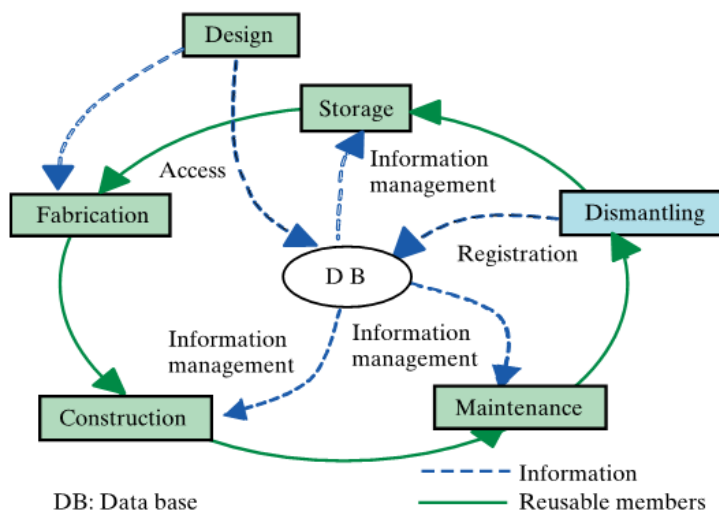 Design
Storage
Access
Information
management
Fabrication
Dismantling
Registration
D B
Information
management
Information
management
Construction
Maintenance
Information
DB: Data base
Reusable members